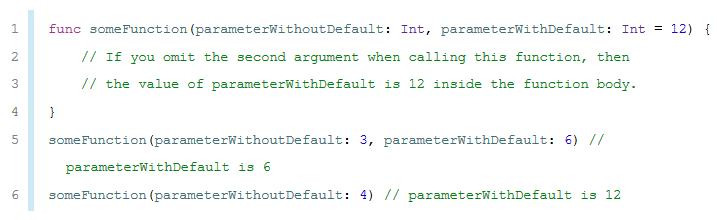 1 func someFunction(parameterWithoutDefault: Int, parameterWithDefault: Int = 12) {
2 // If you omit the second argument when calling this function, then
3 // the value of parameterWithDefault is 12 inside the function body.
4 }
5 someFunction(parameterWithoutDefault: 3, parameterWithDefault: 6) //
parameterWithDefault is 6
6 someFunction(parameterWithoutDefault: 4) // parameterWithDefault is 12